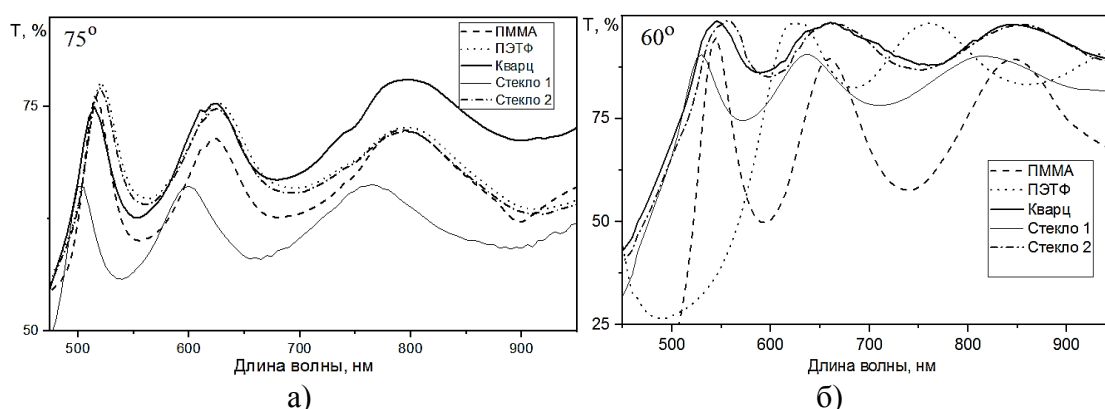 T, %
75°
ПММА
ПЭТФ
Кварц
Стекло 1
Стекло 2
75
50
500 600 700 800 900
Длина волны, нм
а)
T, %
60°
75
50
25
ПММА
ПЭТФ
Кварц
Стекло 1
Стекло 2
500 600 700 800 900
Длина волны, нм
б)